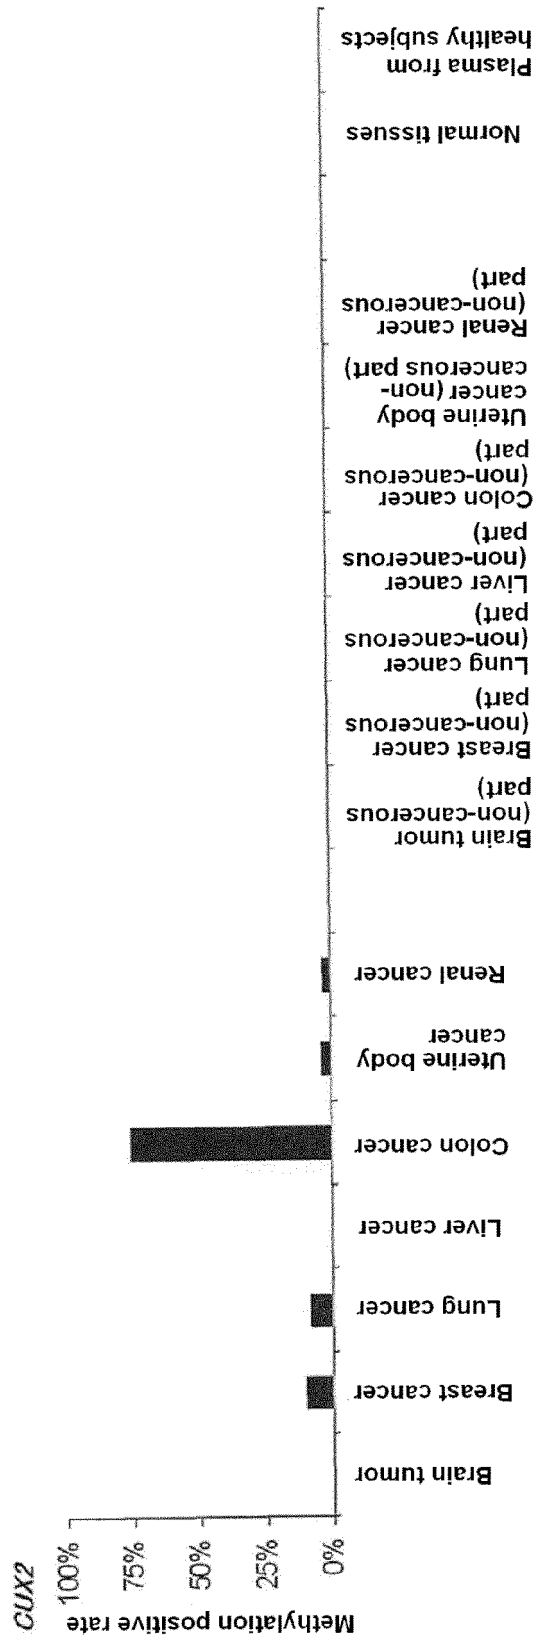 CUX2
Methylation positive rate
100%
75%
50%
25%
0%
Brain tumor
Breast cancer
Lung cancer
Liver cancer
Colon cancer
Uterine body
cancer
Renal cancer
Brain tumor
(non-cancerous
part)
Breast cancer
(non-cancerous
part)
Lung cancer
(non-cancerous
part)
Liver cancer
(non-cancerous
part)
Colon cancer
(non-cancerous
part)
Uterine body
cancer (non-
cancerous part)
Renal cancer
(non-cancerous
part)
Normal tissues
Plasma from
healthy subjects